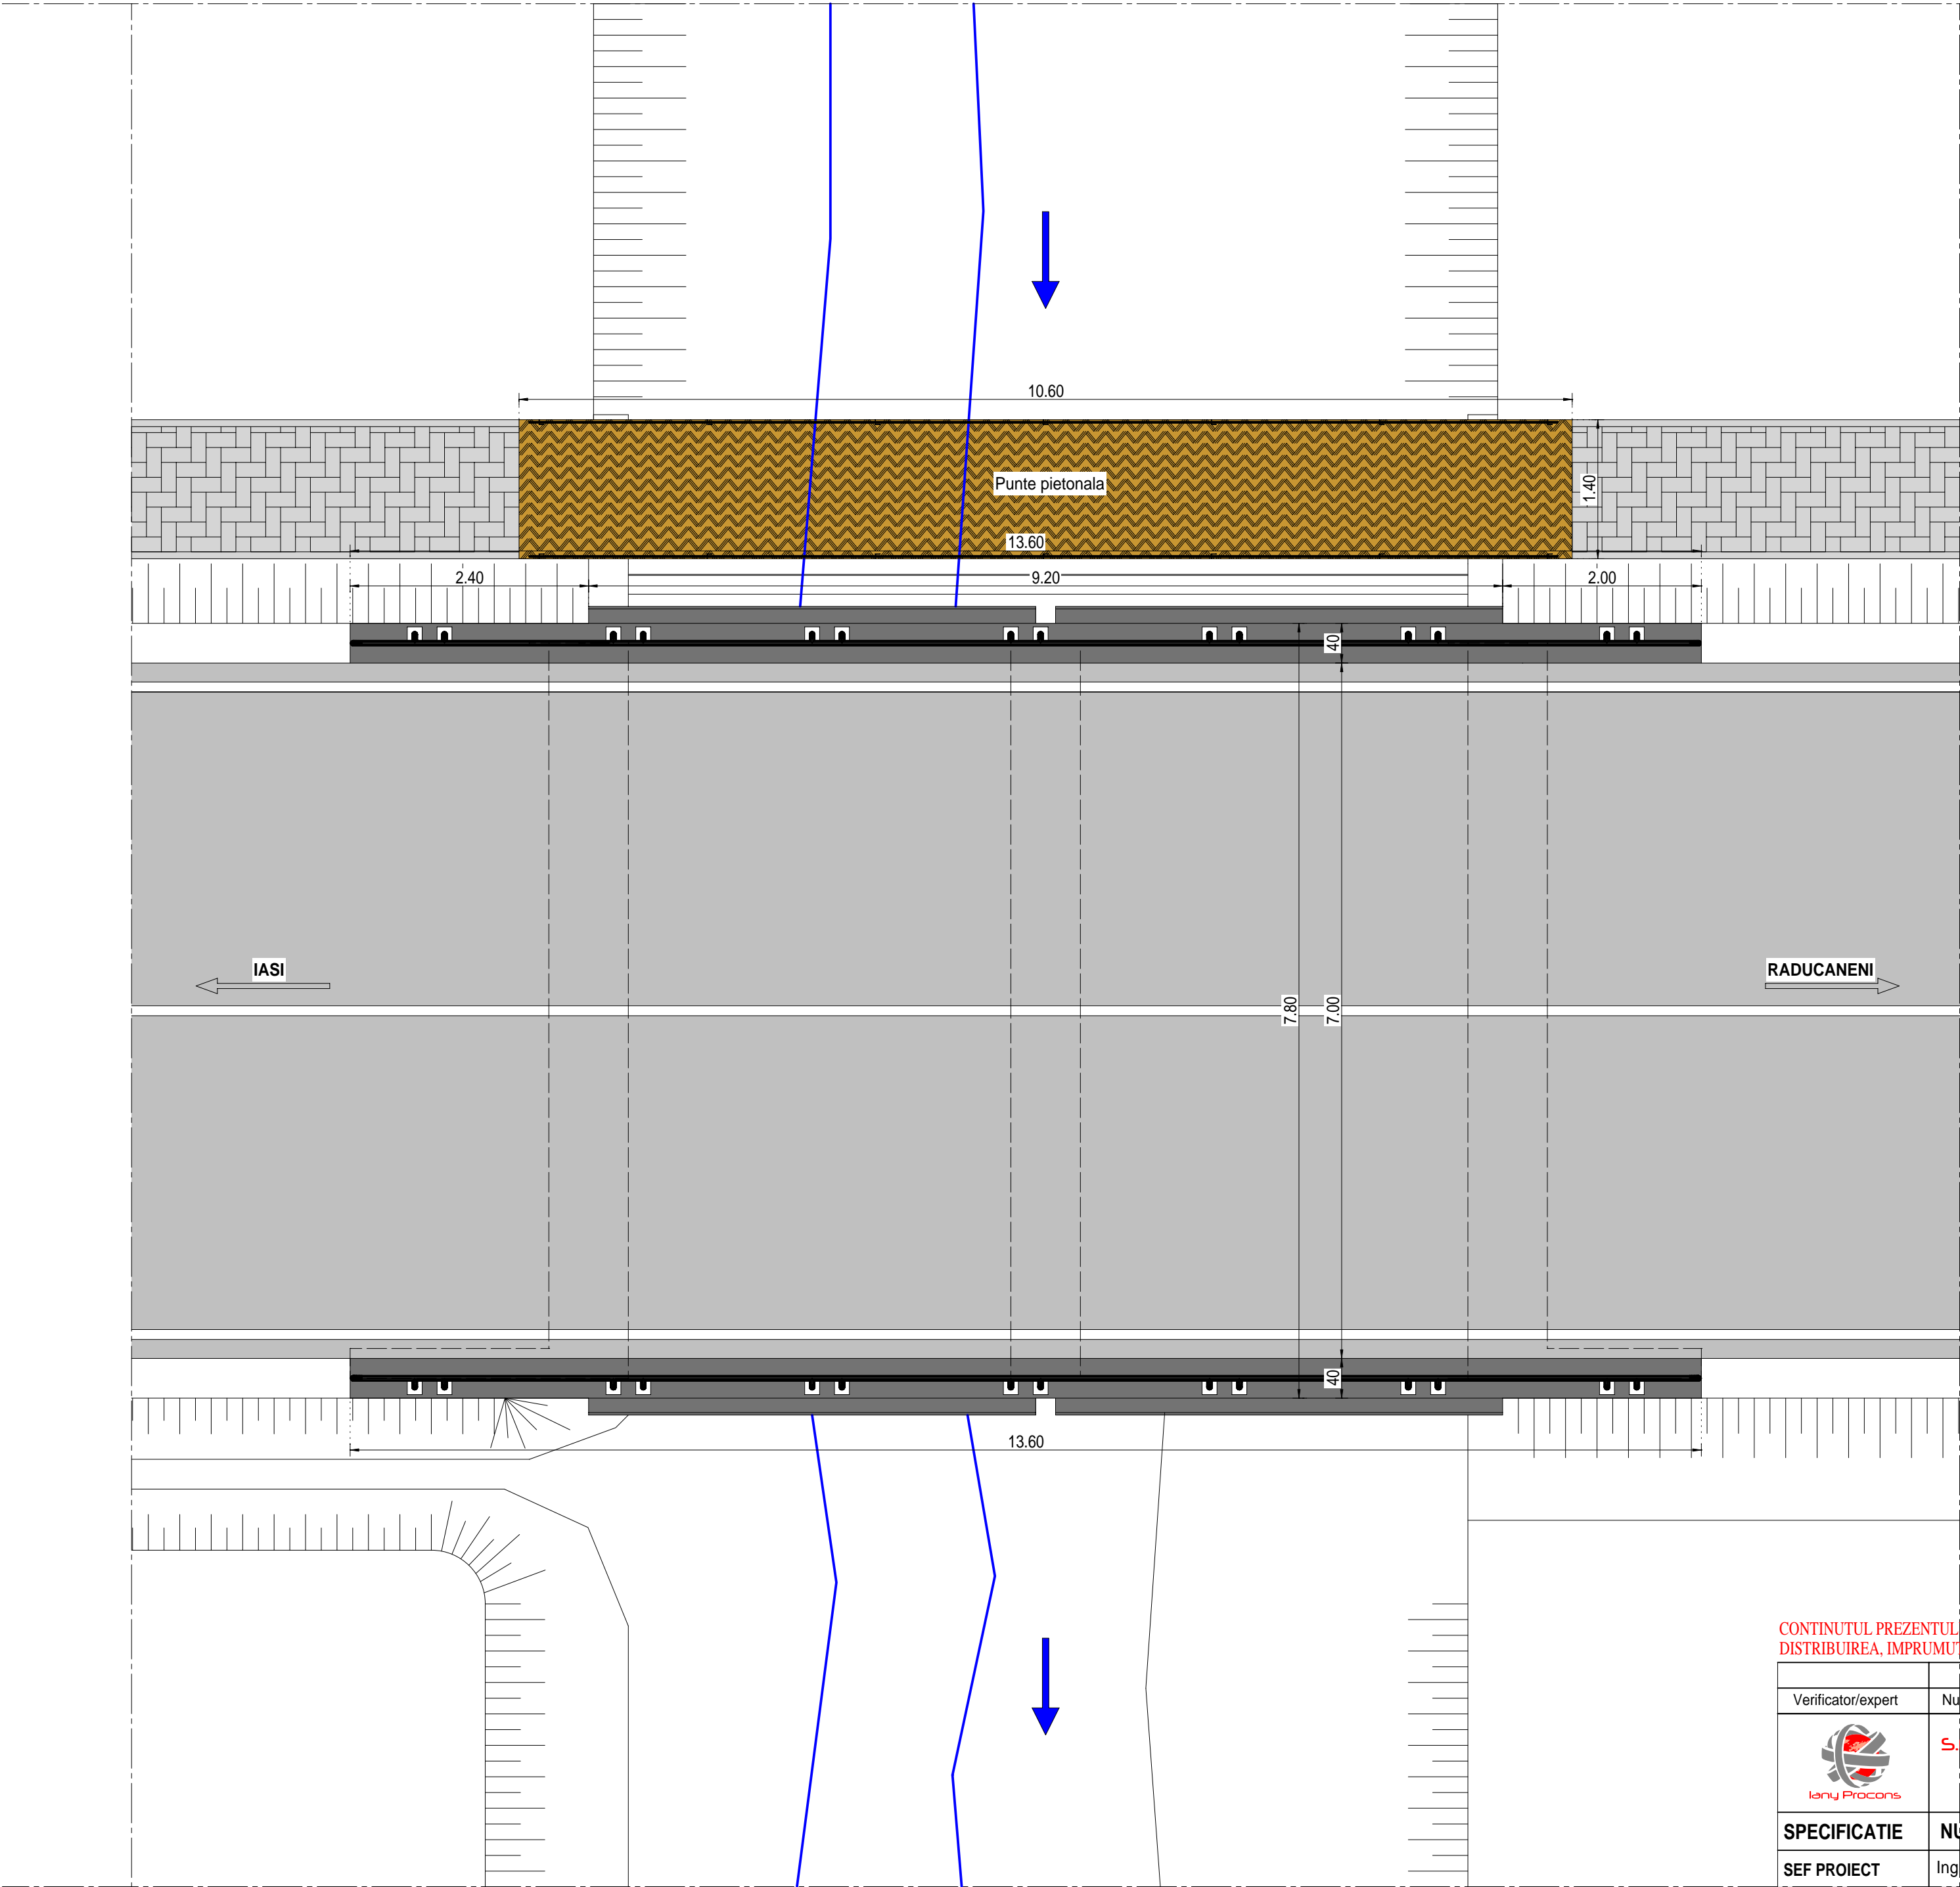 10.60
1.40
Punte pietonala
13.60
2.40
9.20
2.00
40
IASI
RADUCANENI
7.80
7.00
40
13.60
CONTINUTUL PREZENTUL
DISTRIBUIREA, IMPRUMUT
Verificator/expert
Nu
S.
Iany Procons
SPECIFICATIE
NU
SEF PROIECT
Ing